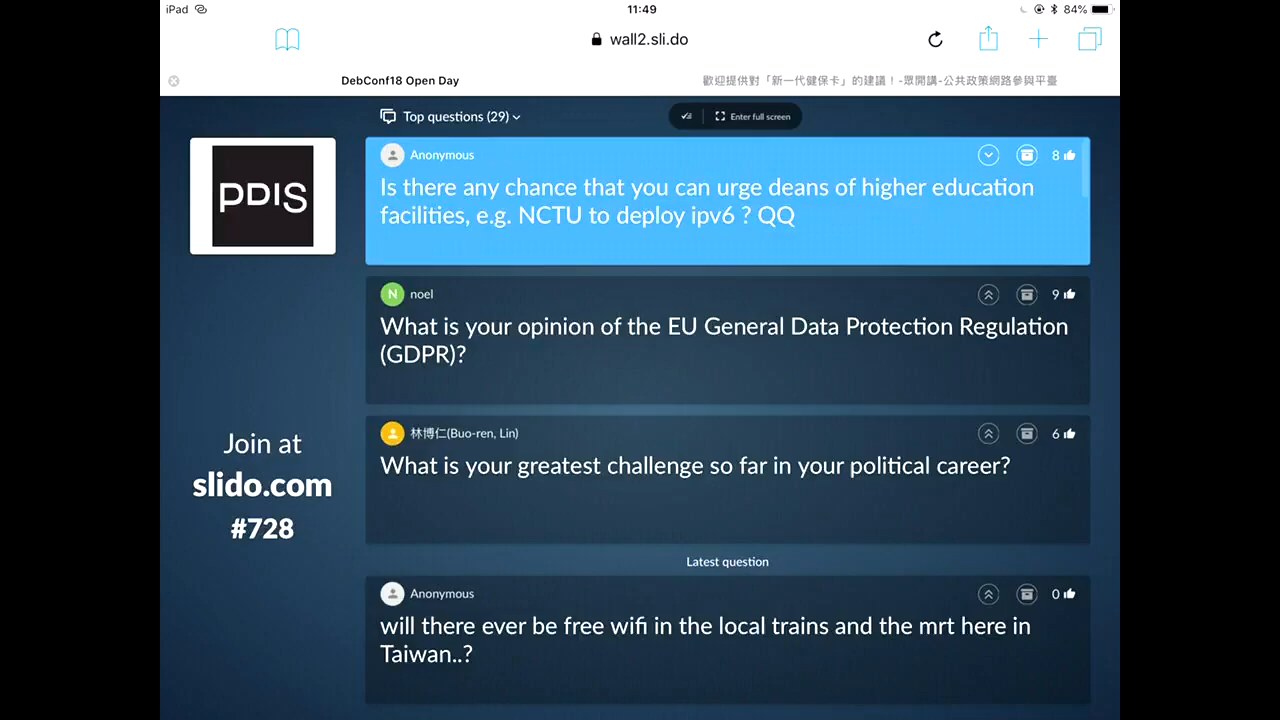 iPad
11:49
84%
wall2.sli.do
DebConf18 Open Day
歡迎提供對「新一代健保卡」的建議！-眾開講-公共政策網路參與平臺
Top questions (29)
Enter full screen
PDIS
Anonymous
8
Is there any chance that you can urge deans of higher education
facilities, e.g. NCTU to deploy ipv6 ? QQ
N noel
9
What is your opinion of the EU General Data Protection Regulation
(GDPR)?
林博仁(Buo-ren, Lin)
6
What is your greatest challenge so far in your political career?
Join at
slido.com
#728
Latest question
Anonymous
0
will there ever be free wifi in the local trains and the mrt here in
Taiwan..?